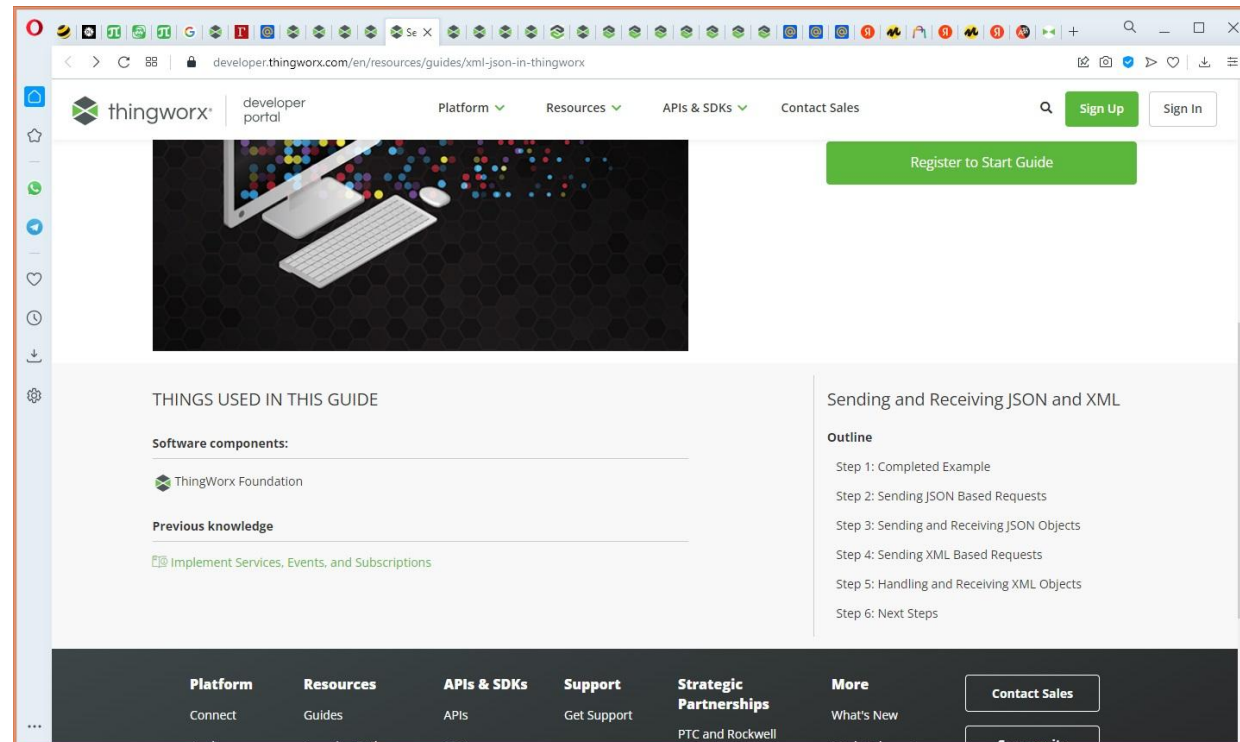 Se
developer.thingworx.com/en/resources/guides/xml-json-in-thingworx
thingworx
developer
portal
Platform
Resources
APIs & SDKs
Contact Sales
Sign Up
Sign In
Register to Start Guide
THINGS USED IN THIS GUIDE
Software components:
ThingWorx Foundation
Previous knowledge
Implement Services, Events, and Subscriptions
Sending and Receiving JSON and XML
Outline
Step 1: Completed Example
Step 2: Sending JSON Based Requests
Step 3: Sending and Receiving JSON Objects
Step 4: Sending XML Based Requests
Step 5: Handling and Receiving XML Objects
Step 6: Next Steps
Platform
Connect
Resources
Guides
APIs & SDKs
APIs
Support
Get Support
Strategic
Partnerships
PTC and Rockwell
More
What's New
Contact Sales